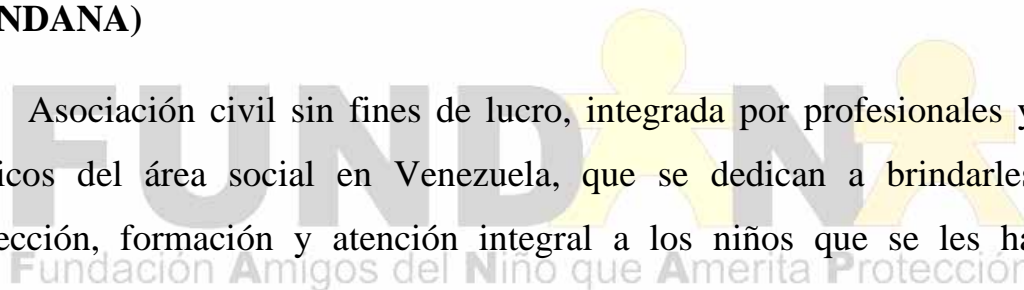 NDANA)
FUNDANA
Asociación civil sin fines de lucro, integrada por profesionales y
icos del área social en Venezuela, que se dedican a brindarles
ección, formación y atención integral a los niños que se les ha
Fundación Amigos del Niño que Amerita Protección